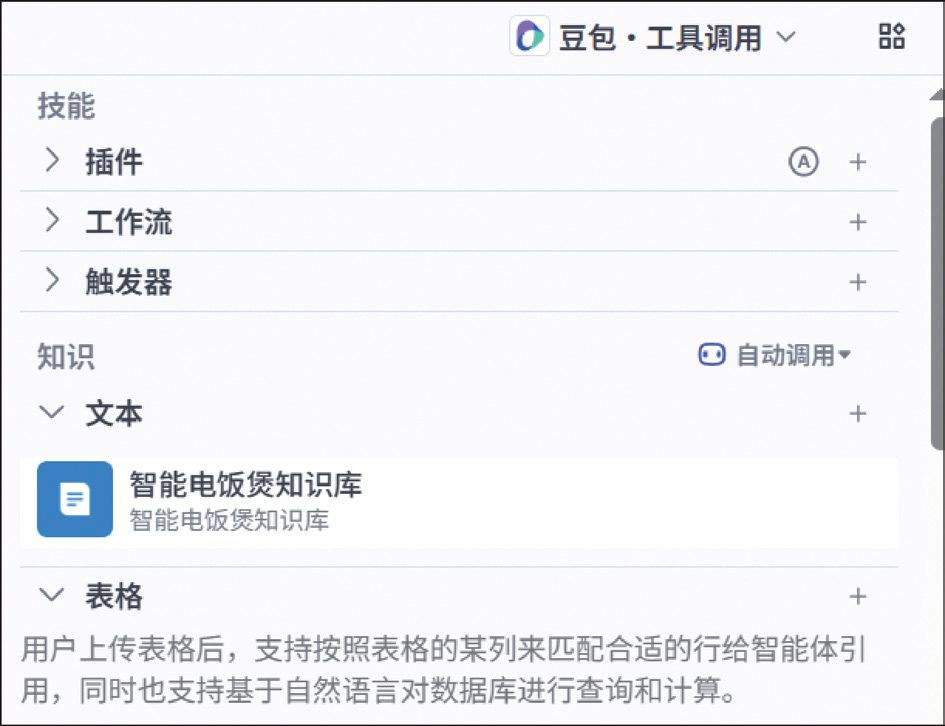 豆包・工具调用
技能
插件 A +
工作流 +
触发器 +
知识 自动调用
文本 +
智能电饭煲知识库
智能电饭煲知识库
表格 +
用户上传表格后，支持按照表格的某列来匹配合适的行给智能体引
用，同时也支持基于自然语言对数据库进行查询和计算。